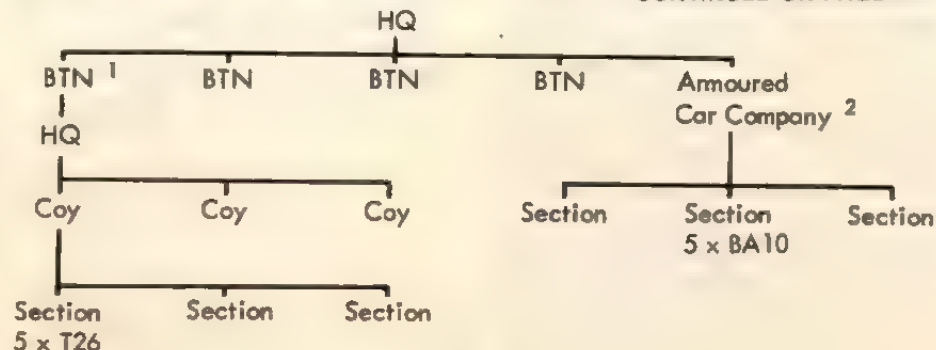 HQ
BTN 1 BTN BTN BTN Armoured
Car Company 2
HQ
Coy Coy Coy Section Section Section
5 x BA10
Section Section Section
5 x T26